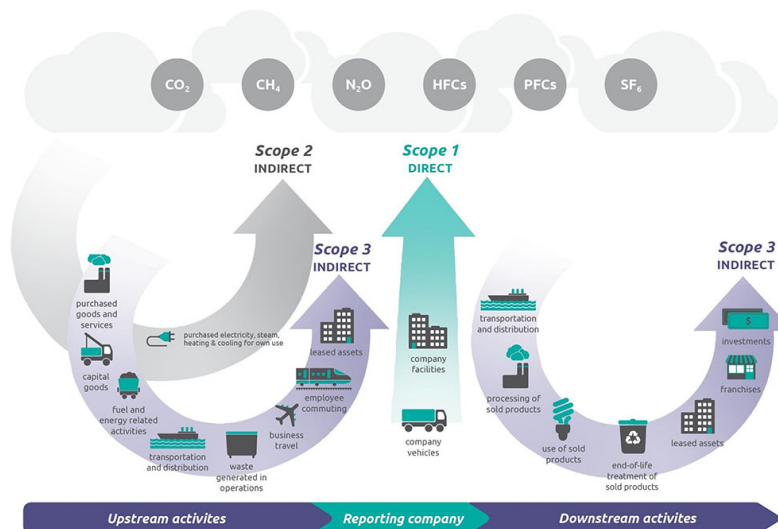 CO₂
CH₄
N₂O
HFCs
PFCs
SF₆
Scope 2
INDIRECT
Scope 1
DIRECT
Scope 3
INDIRECT
Scope 3
INDIRECT
purchased
goods and
services
capital
goods
fuel and
energy related
activities
transportation
and distribution
waste
generated in
operations
business
travel
employee
commuting
leased assets
purchased electricity, steam,
heating & cooling for own use
company
facilities
company
vehicles
transportation
and distribution
processing of
sold products
use of sold
products
end-of-life
treatment of
sold products
leased assets
franchises
investments
$
Upstream activites
Reporting company
Downstream activites